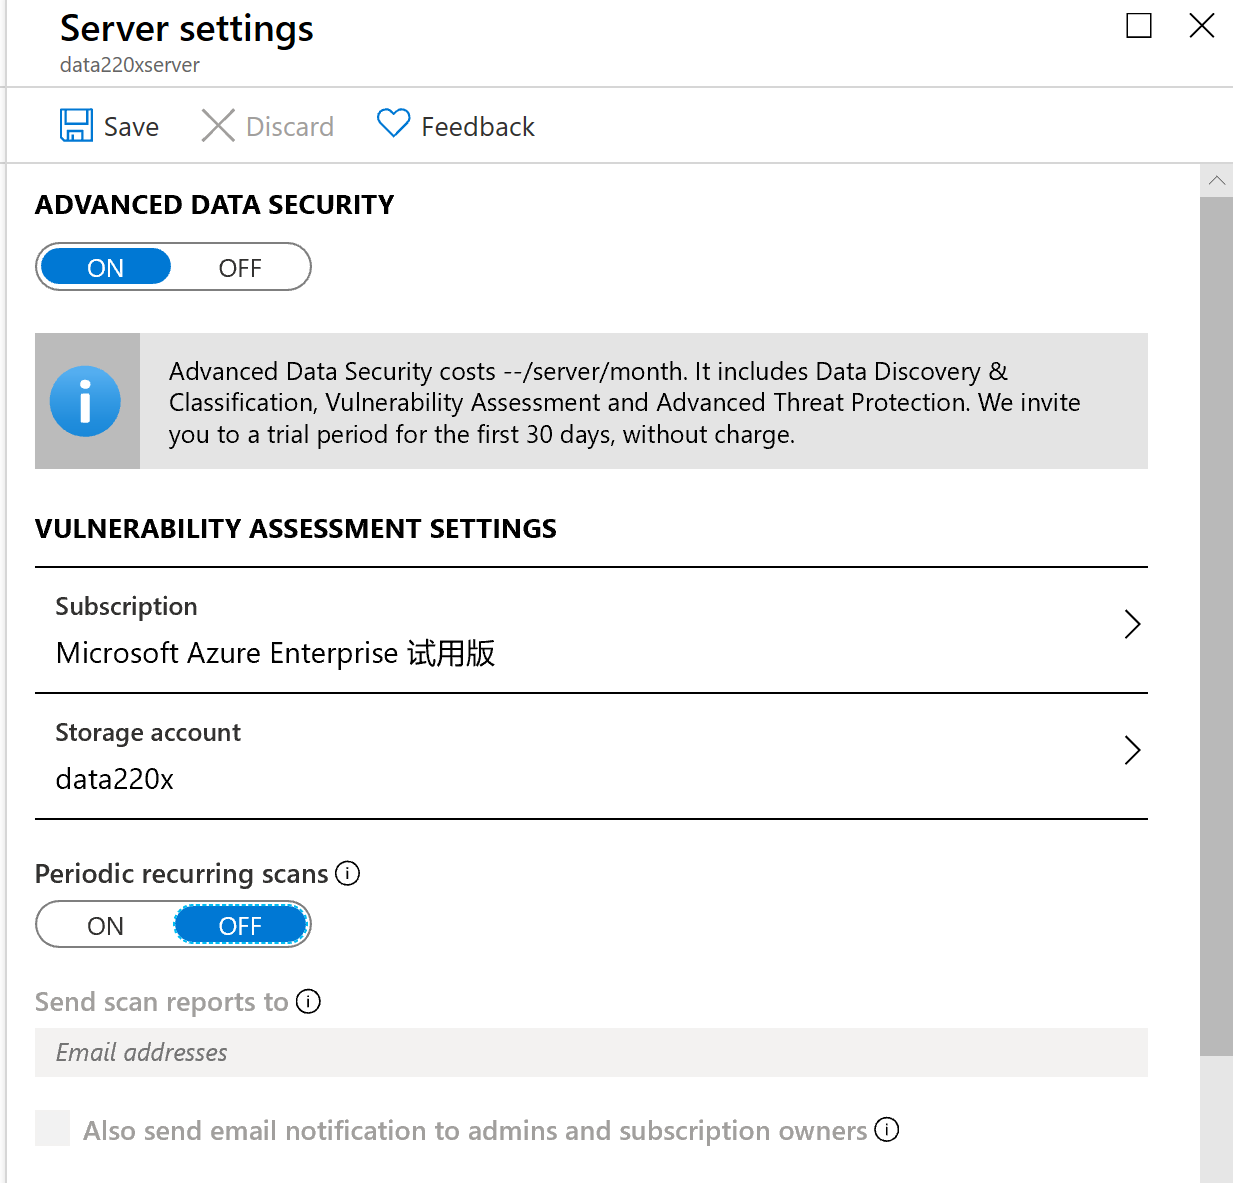 Server settings
data220xserver
Save Discard Feedback
ADVANCED DATA SECURITY
ON OFF
Advanced Data Security costs --/server/month. It includes Data Discovery &
Classification, Vulnerability Assessment and Advanced Threat Protection. We invite
you to a trial period for the first 30 days, without charge.
VULNERABILITY ASSESSMENT SETTINGS
Subscription
Microsoft Azure Enterprise 试用版
Storage account
data220x
Periodic recurring scans
ON OFF
Send scan reports to
Email addresses
Also send email notification to admins and subscription owners